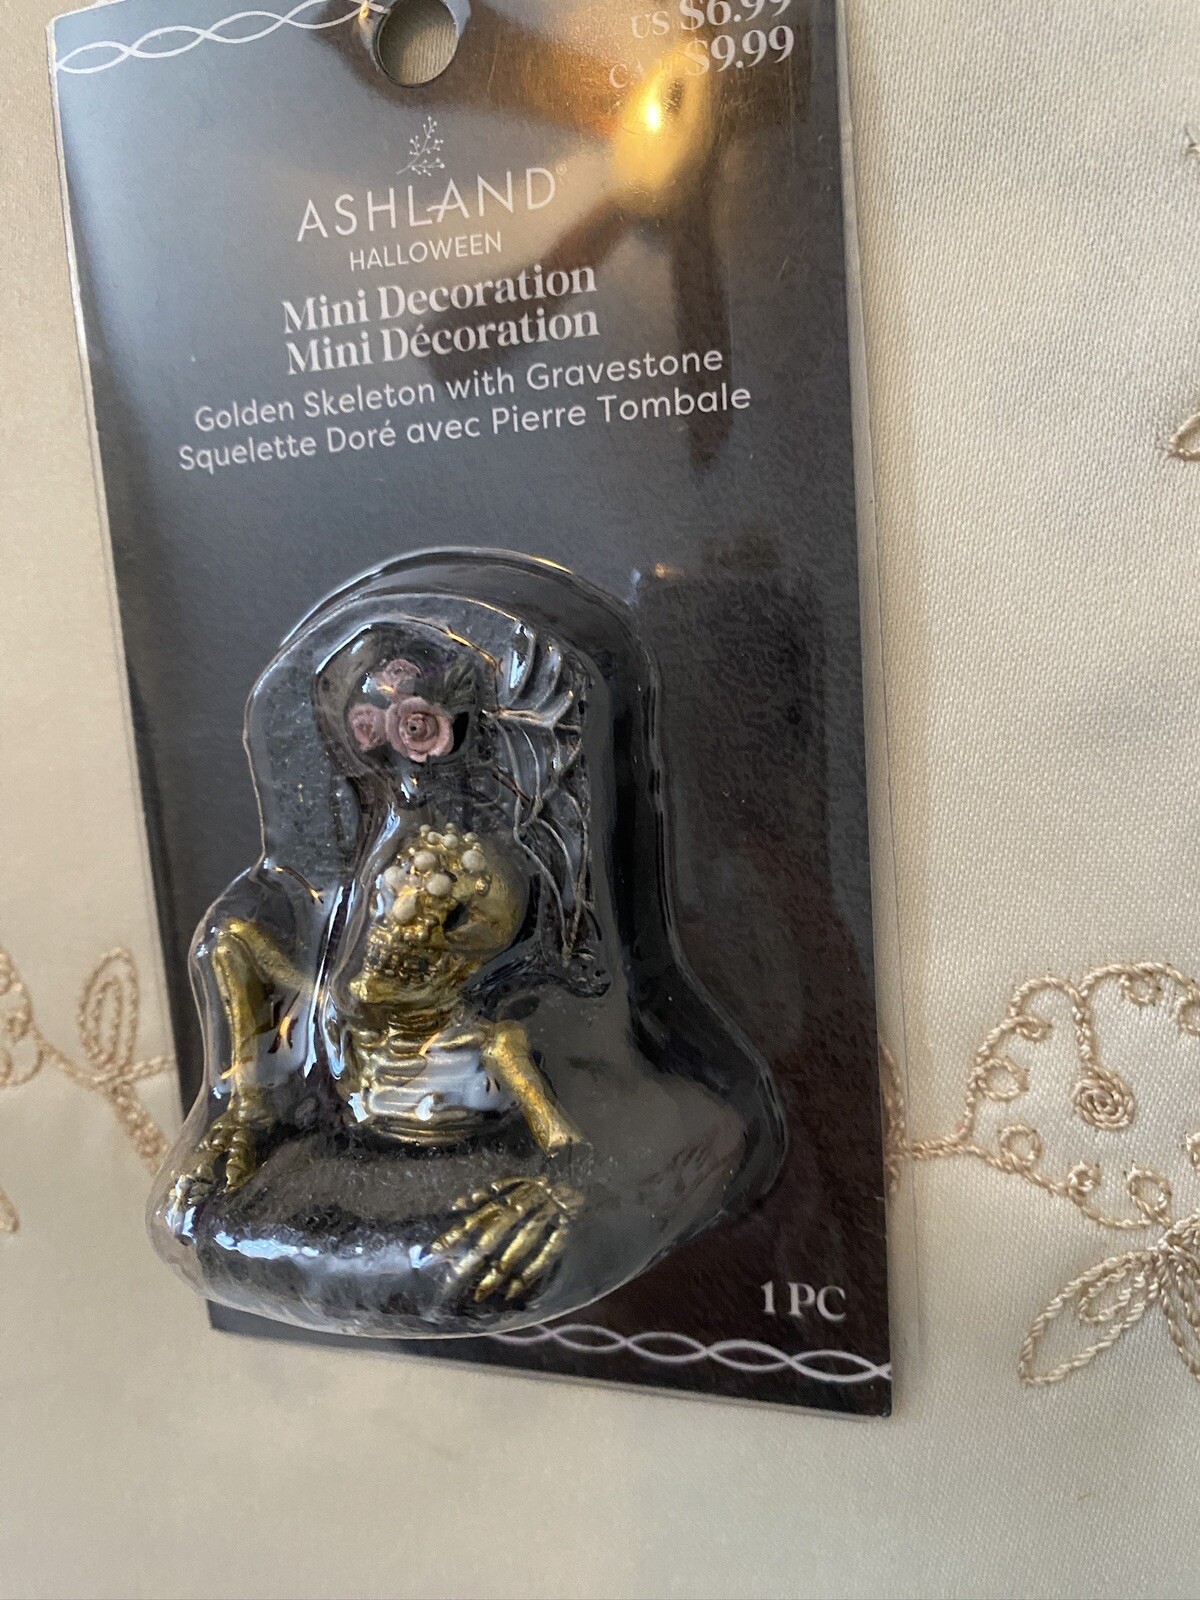 US $6.99
CAN $9.99
ASHLAND®
HALLOWEEN
Mini Decoration
Mini Décoration
Golden Skeleton with Gravestone
Squelette Doré avec Pierre Tombale
1 PC